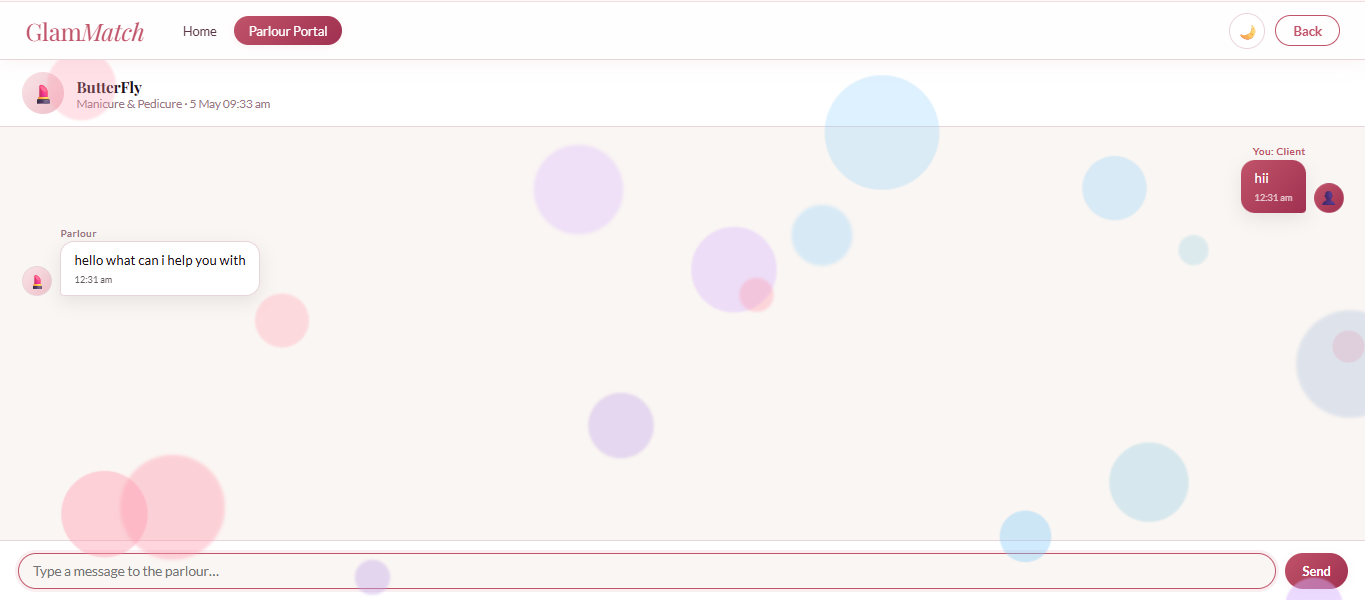 GlamMatch Home Parlour Portal Back
ButterFly
Manicure & Pedicure · 5 May 09:33 am
You: Client
hii
12:31 am
Parlour
hello what can i help you with
12:31 am
Type a message to the parlour... Send